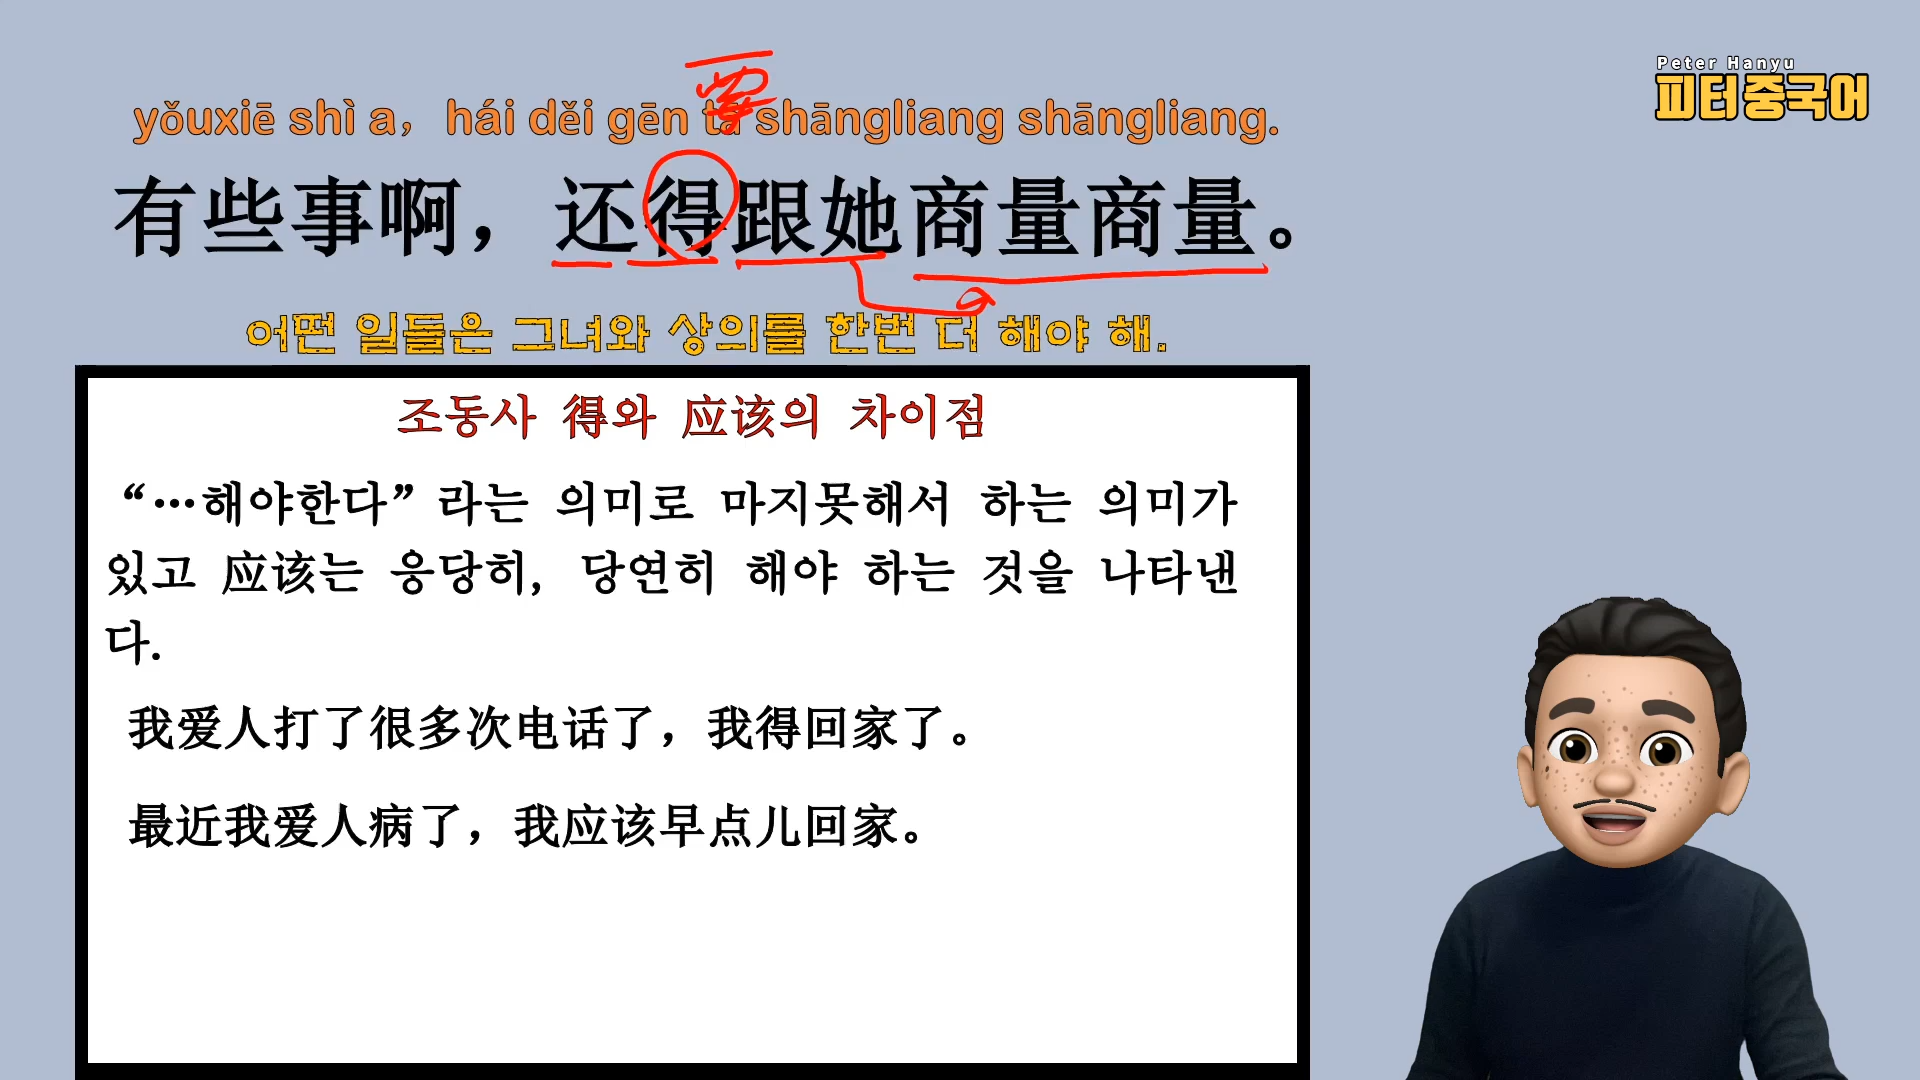 Peter Hanyu
피터중국어
yǒuxiē shì a，hái děi gēn tā shāngliang shāngliang.
有些事啊，还得跟她商量商量。
어떤 일들은 그녀와 상의를 한번 더 해야 해.
조동사 得와 应该의 차이점
“…해야한다”라는 의미로 마지못해서 하는 의미가
있고 应该는 응당히, 당연히 해야 하는 것을 나타낸
다.
我爱人打了很多次电话了，我得回家了。
最近我爱人病了，我应该早点儿回家。